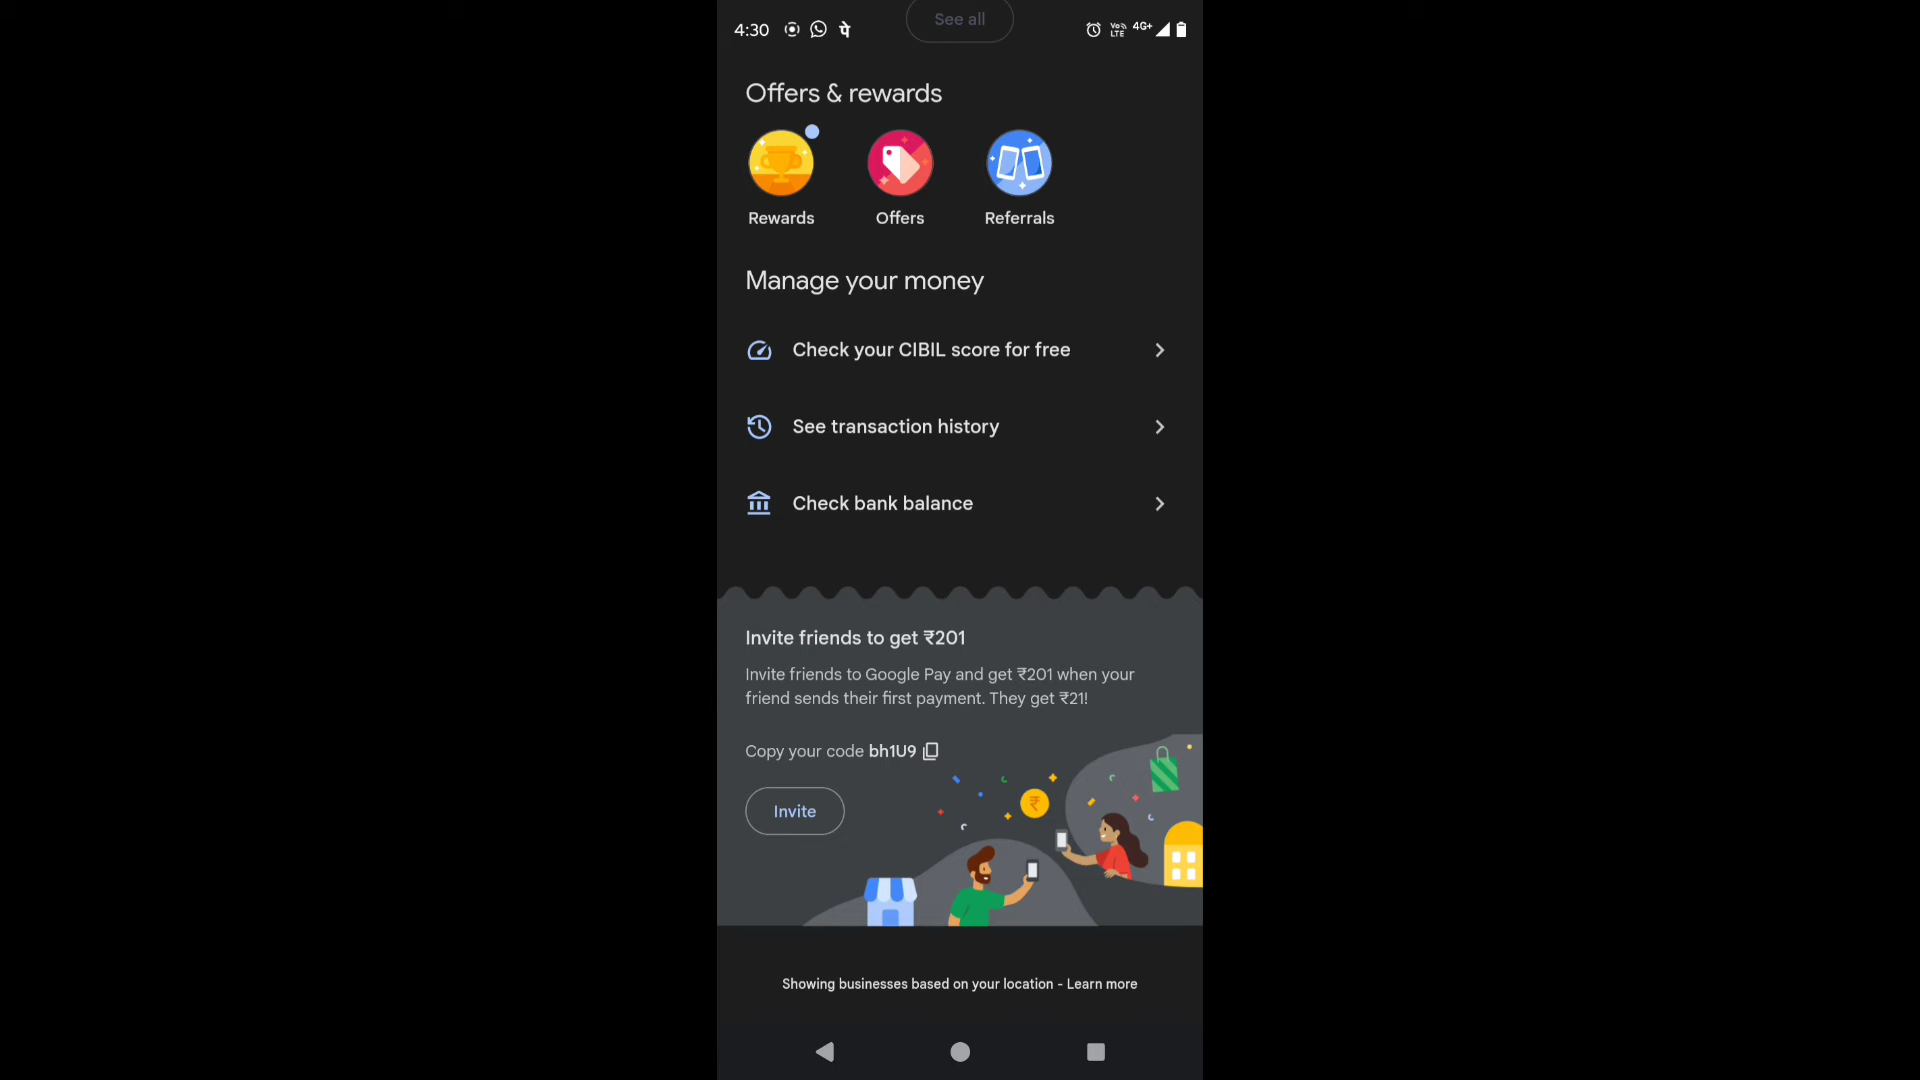 See all
4:30
Vo))
LTE
4G+
Offers & rewards
Rewards
Offers
Referrals
Manage your money
Check your CIBIL score for free
See transaction history
Check bank balance
Invite friends to get ₹201
Invite friends to Google Pay and get ₹201 when your
friend sends their first payment. They get ₹21!
Copy your code bh1U9
Invite
₹
Showing businesses based on your location - Learn more